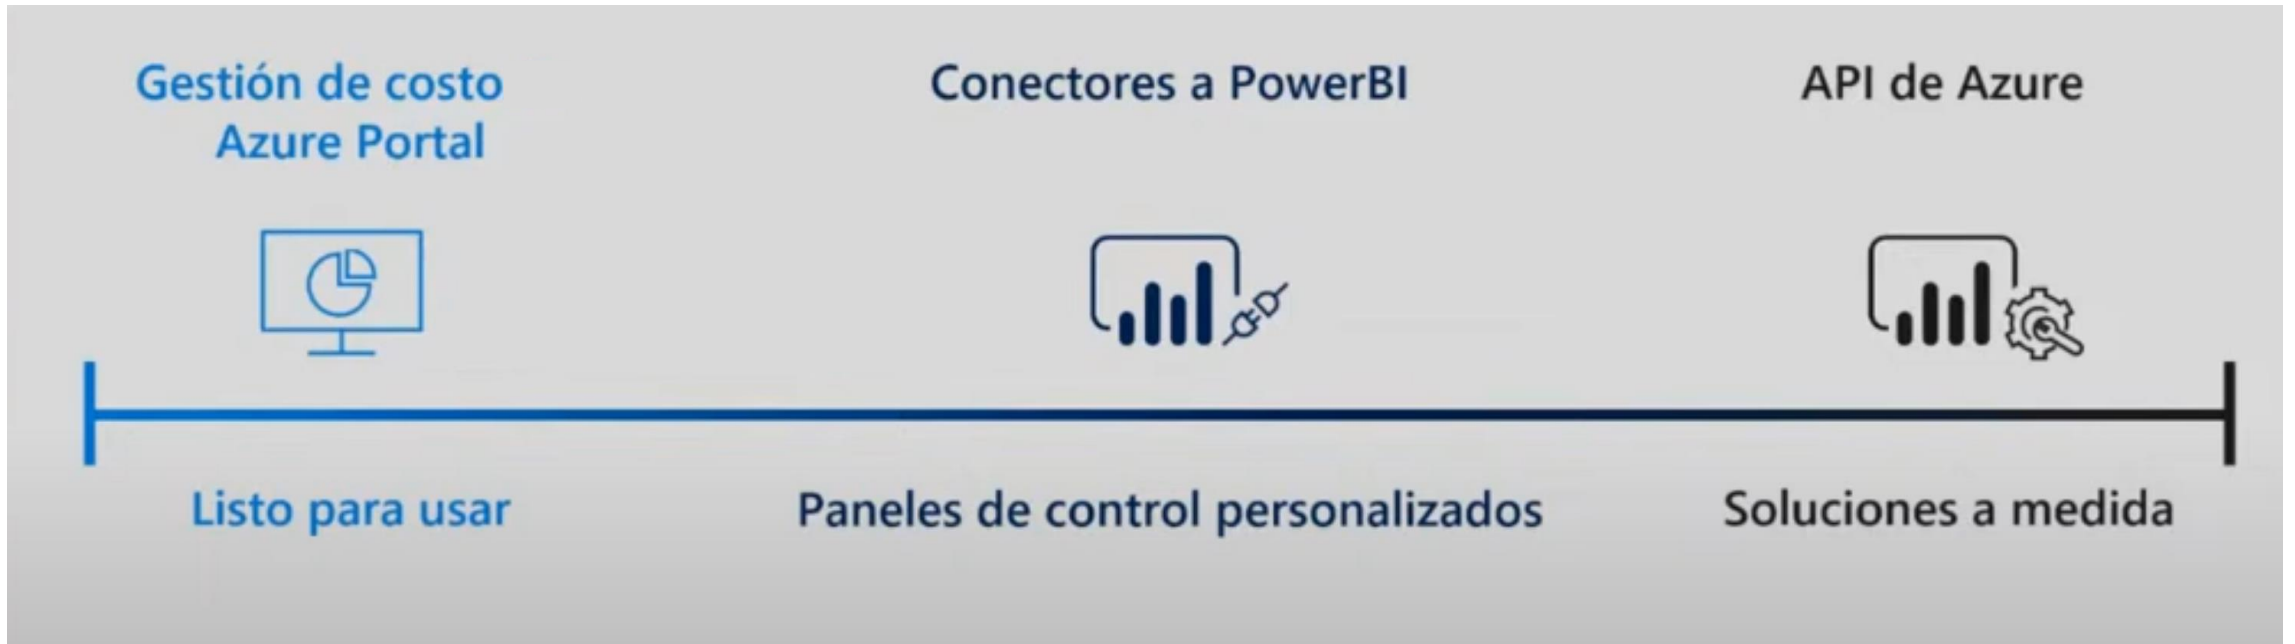 Gestión de costo
Azure Portal
Conectores a PowerBI
API de Azure
Listo para usar
Paneles de control personalizados
Soluciones a medida